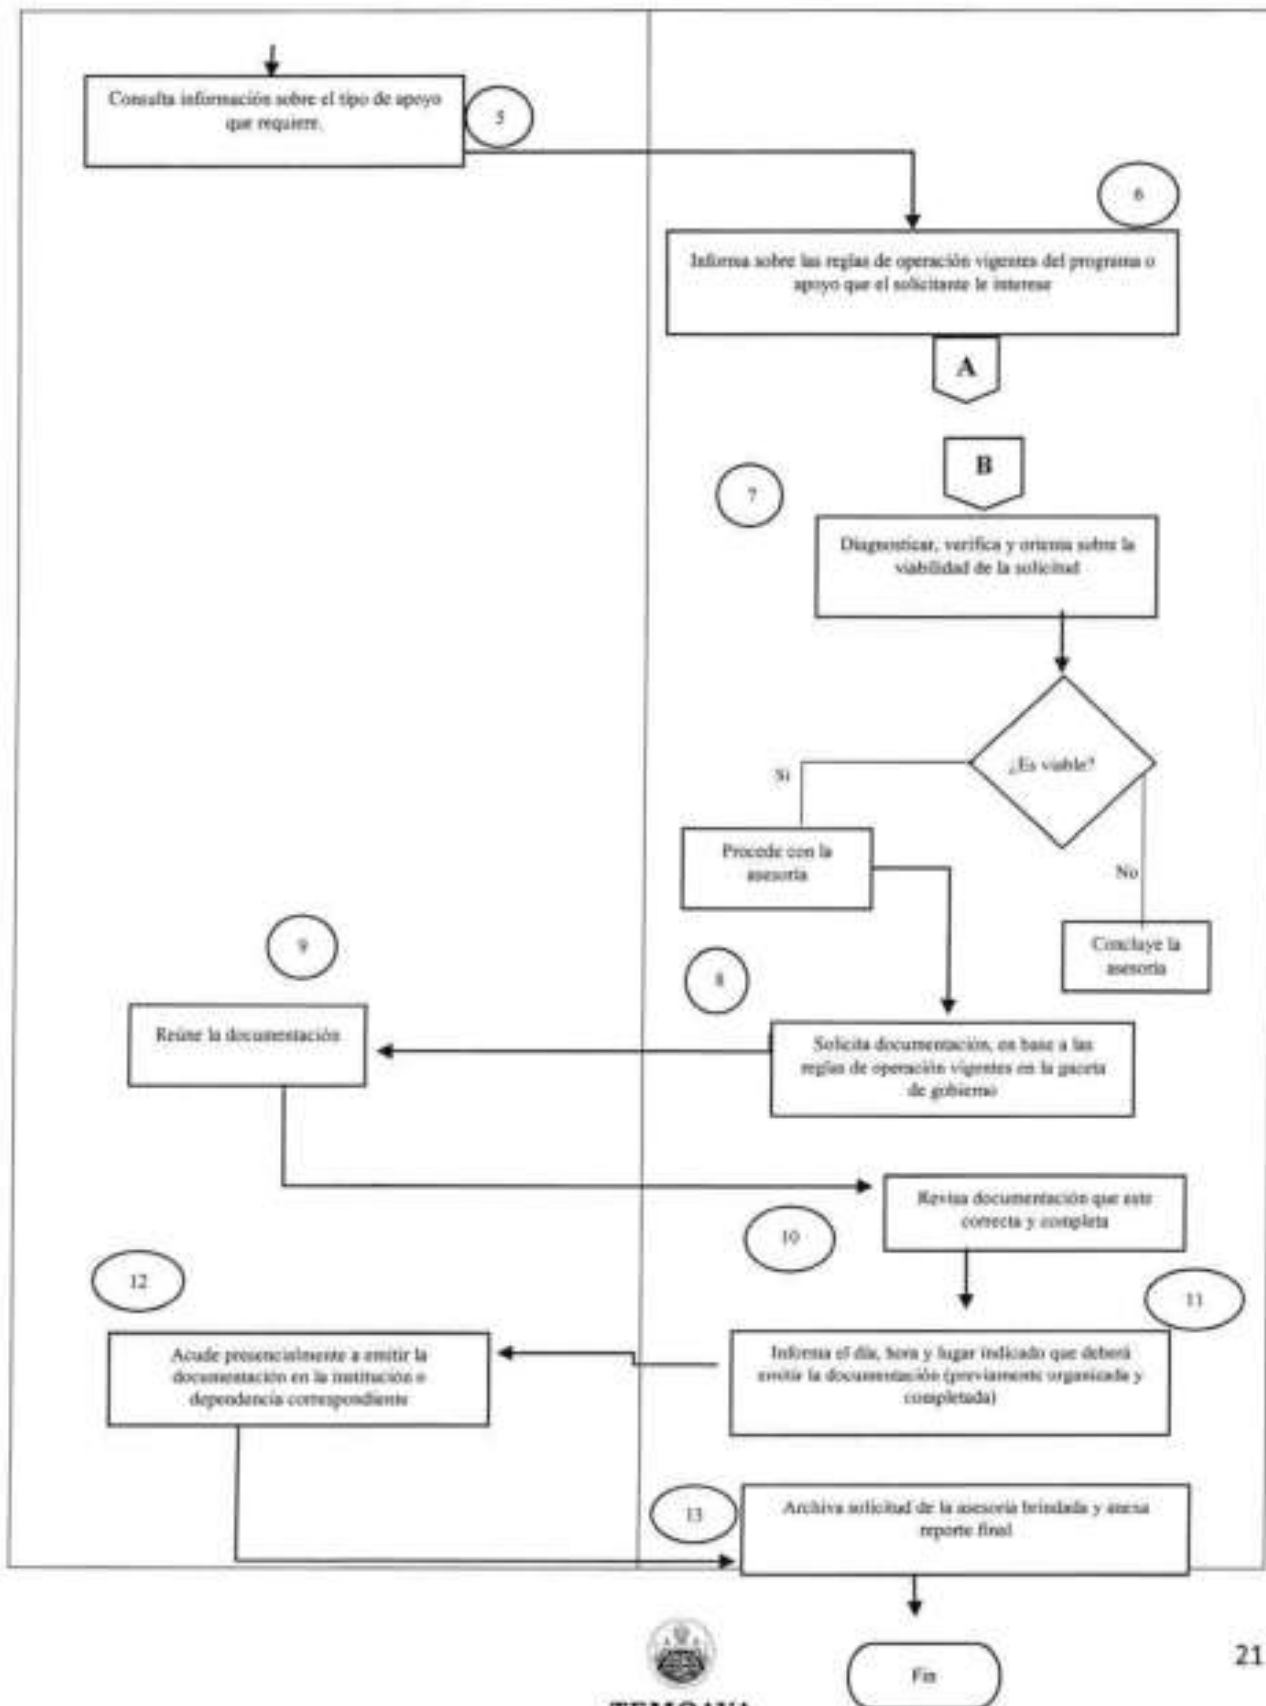 Consulta información sobre el tipo de apoyo
que requiere.
5
6
Informa sobre las reglas de operación vigentes del programa o
apoyo que el solicitante le interese
A
B
7
Diagnosticar, verifica y orienta sobre la
viabilidad de la solicitud
¿Es viable?
Si
Procede con la
asesoría
No
Concluye la
asesoría
9
8
Reúne la documentación
Solicita documentación, en base a las
reglas de operación vigentes en la gaceta
de gobierno
Revisa documentación que este
correcta y completa
10
12
11
Acude presencialmente a emitir la
documentación en la institución o
dependencia correspondiente
Informa el día, hora y lugar indicado que deberá
emitir la documentación (previamente organizada y
completada)
13
Archiva solicitud de la asesoría brindada y anexa
reporte final
21
Fin
TEMOAYA